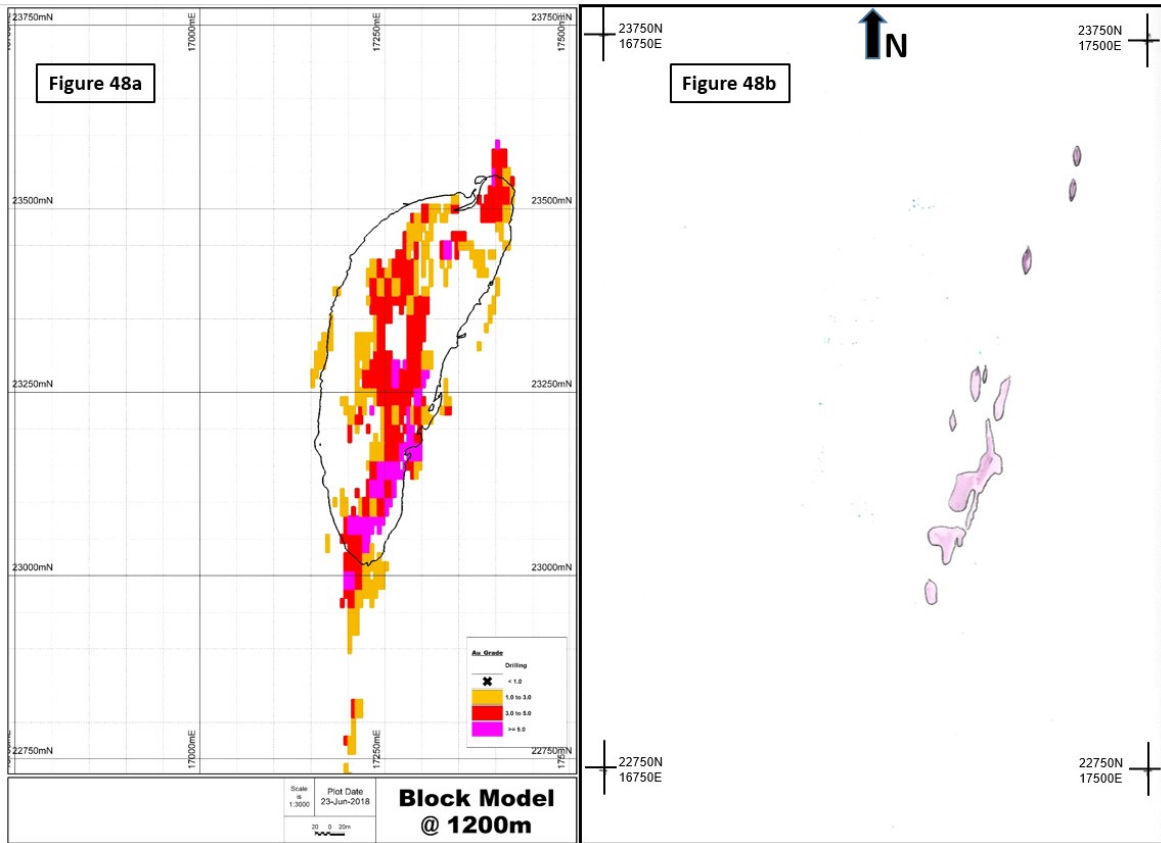 23750mN
23750mN
17000mE
17250mE
17500mE
Figure 48a
23500mN
23500mN
23250mN
23250mN
23000mN
23000mN
22750mN
22750mN
17000mE
17250mE
17500mE
Au Grade
Drilling
< 1.0
1.0 to 3.0
3.0 to 5.0
>= 5.0
Scale
is
1:3000
Plot Date
23-Jun-2018
20 0 20m
Block Model
@ 1200m
23750N
16750E
N
23750N
17500E
Figure 48b
22750N
16750E
22750N
17500E